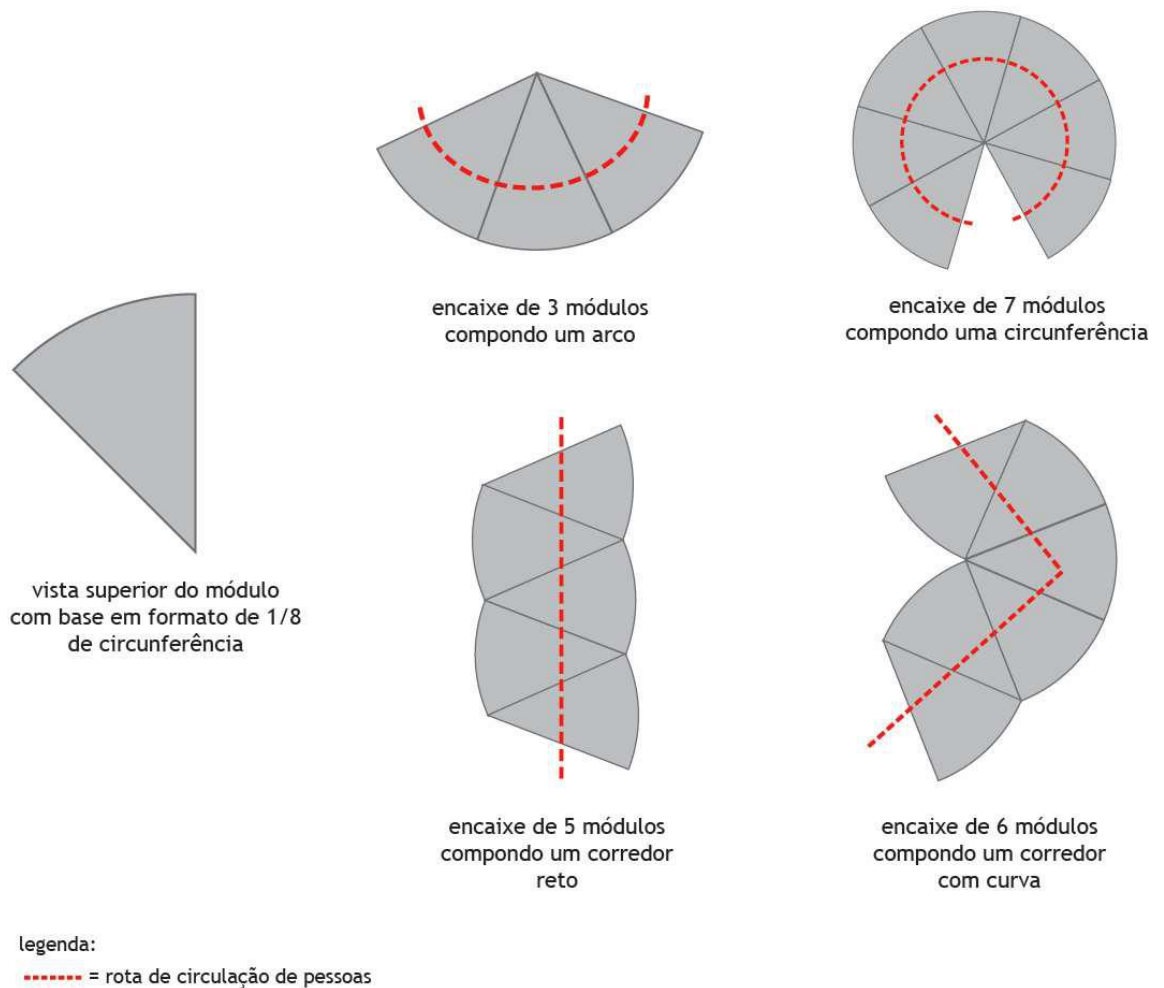 encaixe de 3 módulos
compondo um arco
encaixe de 7 módulos
compondo uma circunferência
vista superior do módulo
com base em formato de 1/8
de circunferência
encaixe de 5 módulos
compondo um corredor
reto
encaixe de 6 módulos
compondo um corredor
com curva
legenda:
= rota de circulação de pessoas